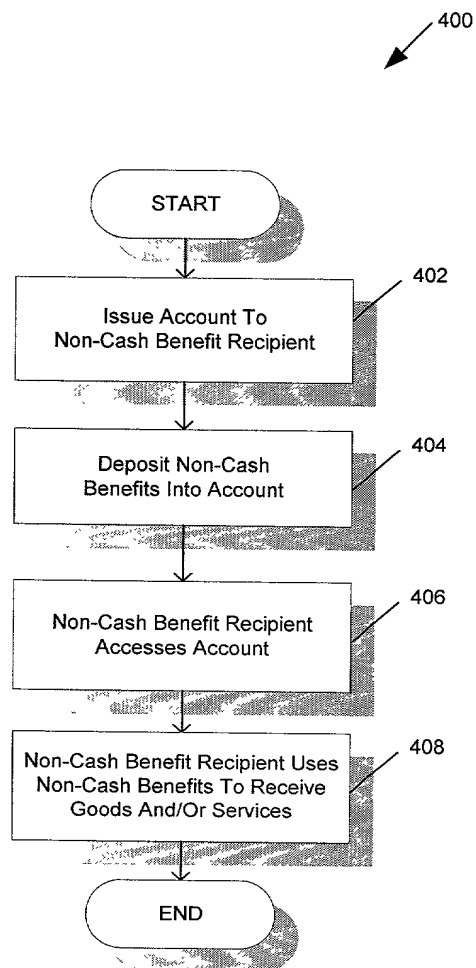 400
START
402
Issue Account To
Non-Cash Benefit Recipient
404
Deposit Non-Cash
Benefits Into Account
406
Non-Cash Benefit Recipient
Accesses Account
408
Non-Cash Benefit Recipient Uses
Non-Cash Benefits To Receive
Goods And/Or Services
END